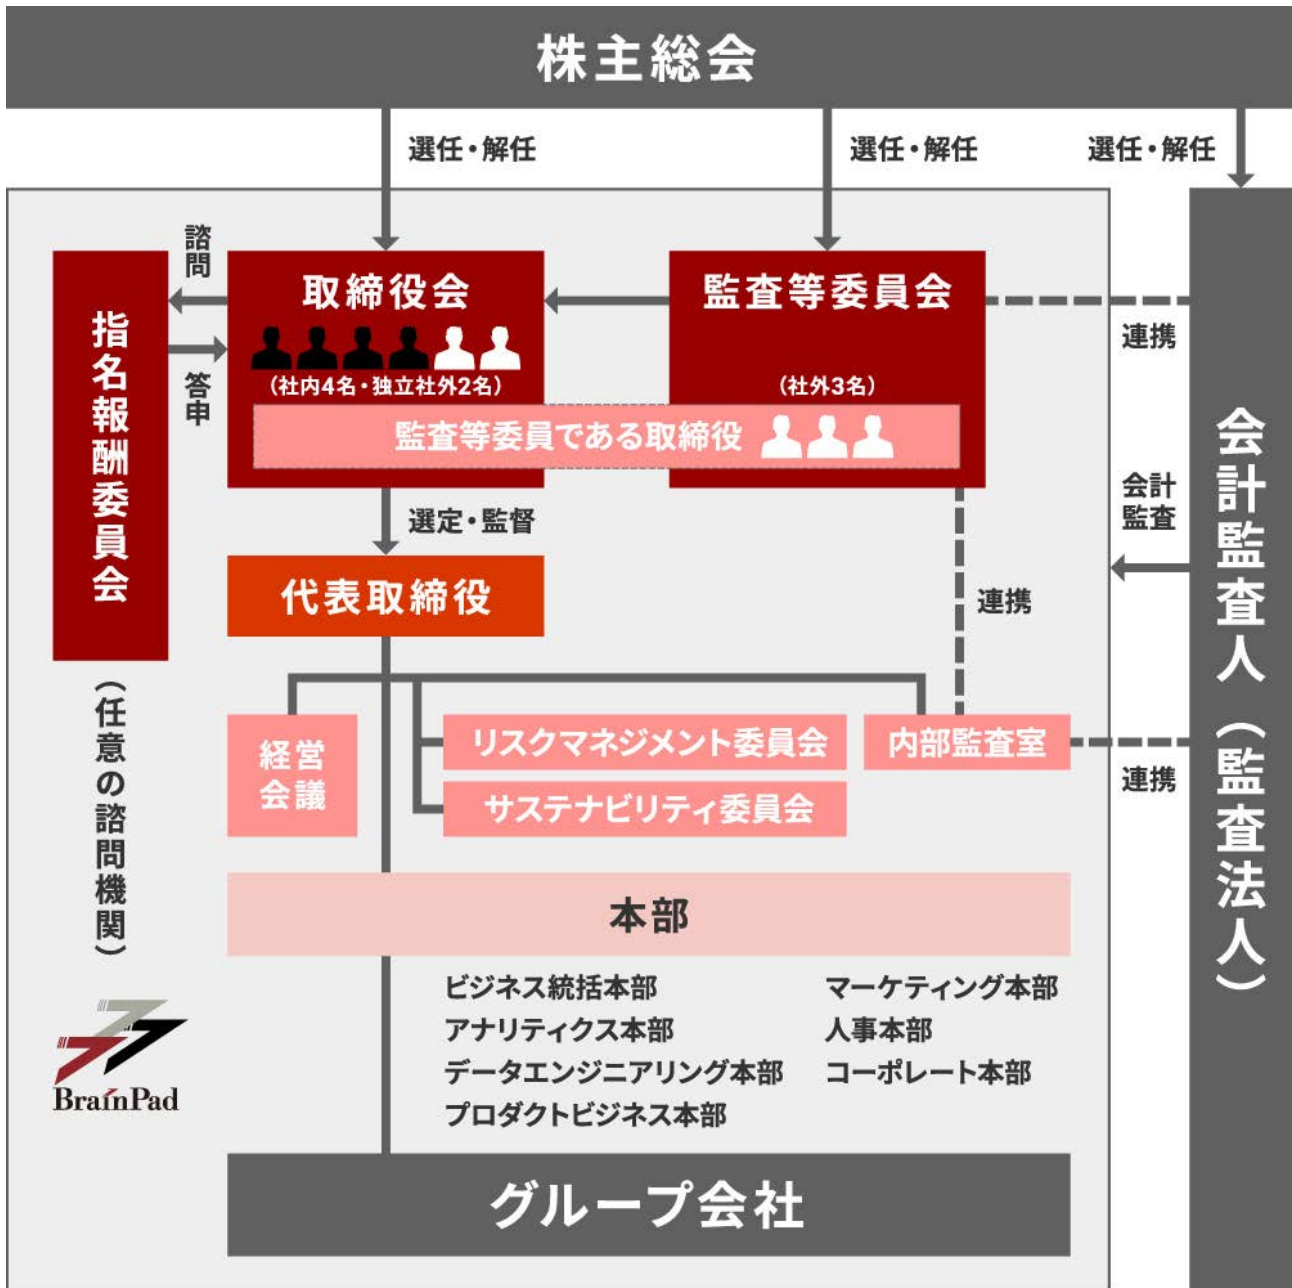 株主総会
選任・解任
選任・解任
選任・解任
諮問
答申
指名報酬委員会
(任意の諮問機関)
取締役会
(社内4名・独立社外2名)
監査等委員会
(社外3名)
監査等委員である取締役
連携
会計
監査
会計監査人(監査法人)
選定・監督
代表取締役
連携
経営
会議
リスクマネジメント委員会
サステナビリティ委員会
内部監査室
連携
本部
ビジネス統括本部
アナリティクス本部
データエンジニアリング本部
プロダクトビジネス本部
マーケティング本部
人事本部
コーポレート本部
BrainPad
グループ会社